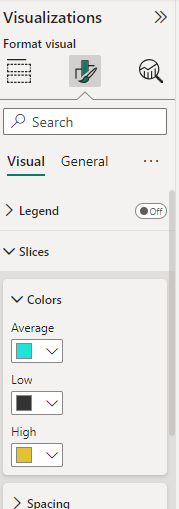 Visualizations
Format visual
Search
Visual General ...
Legend Off
Slices
Colors
Average
Low
High
Spacing